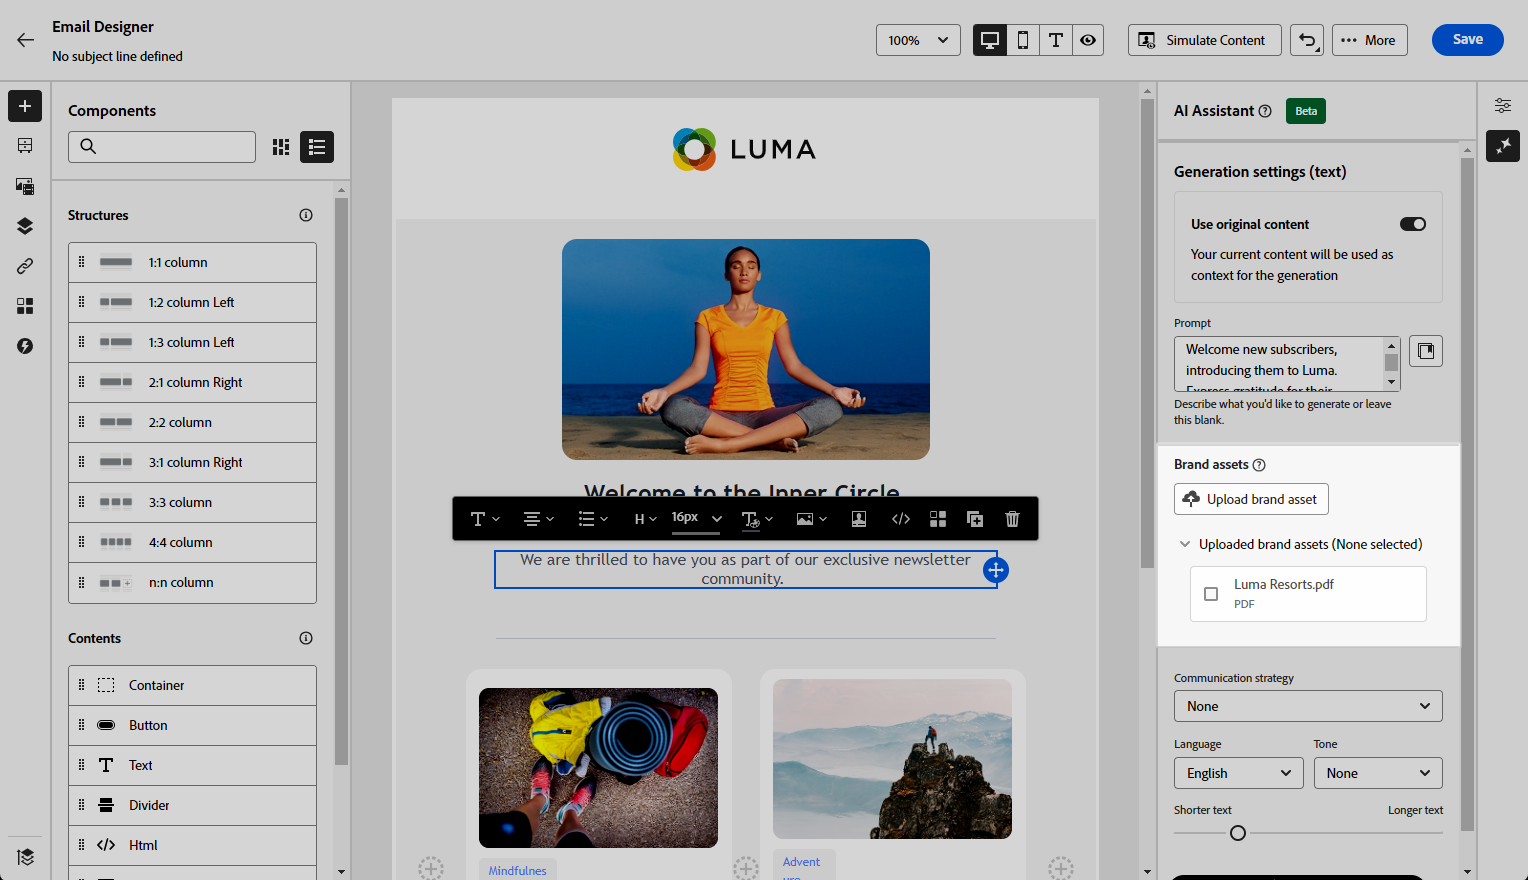 Email Designer
No subject line defined
100%
Simulate Content
More
Save
Components
Structures
1:1 column
1:2 column Left
1:3 column Left
2:1 column Right
2:2 column
3:1 column Right
3:3 column
4:4 column
n:n column
Contents
Container
Button
Text
Divider
Html
LUMA
Welcome to the Inner Circle
H
16px
We are thrilled to have you as part of our exclusive newsletter
community.
Mindfulnes
Advent
ure
AI Assistant
Beta
Generation settings (text)
Use original content
Your current content will be used as
context for the generation
Prompt
Welcome new subscribers,
introducing them to Luma.
Express gratitude for their
Describe what you'd like to generate or leave
this blank.
Brand assets
Upload brand asset
Uploaded brand assets (None selected)
Luma Resorts.pdf
PDF
Communication strategy
None
Language
Tone
English
None
Shorter text
Longer text